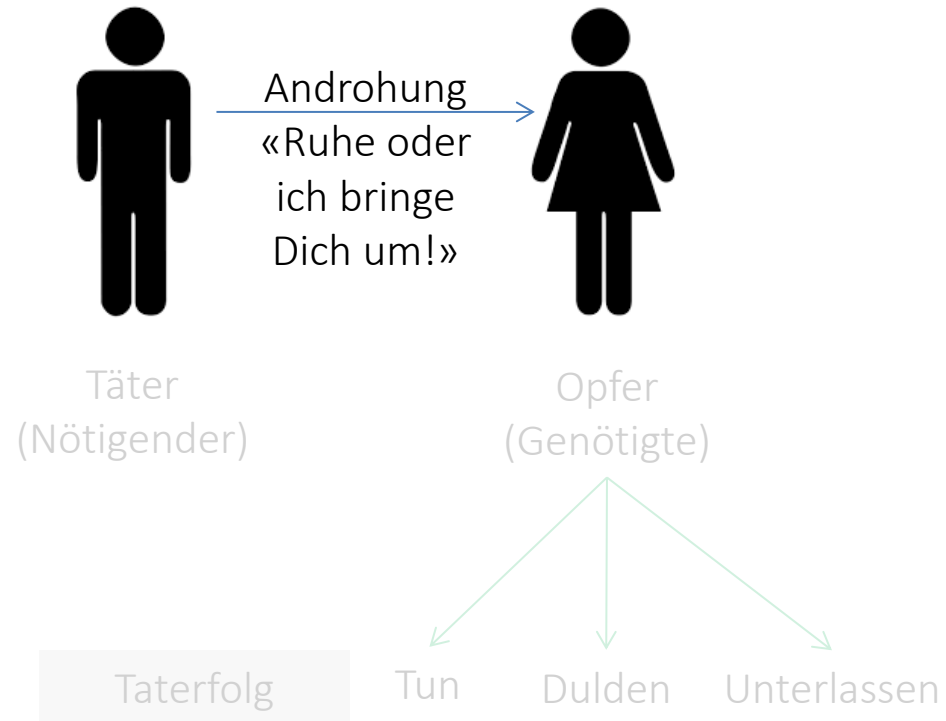 Androhung
«Ruhe oder
ich bringe
Dich um!»
Täter
(Nötigender)
Opfer
(Genötigte)
Taterfolg
Tun
Dulden
Unterlassen